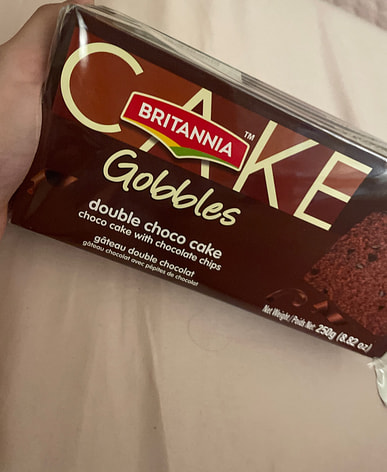 CAKE
BRITANNIA
TM
Gobbles
double choco cake
choco cake with chocolate chips
gâteau double chocolat
gâteau chocolat avec pépites de chocolat
Net Weight/Poids Net: 250g (8.82 oz)